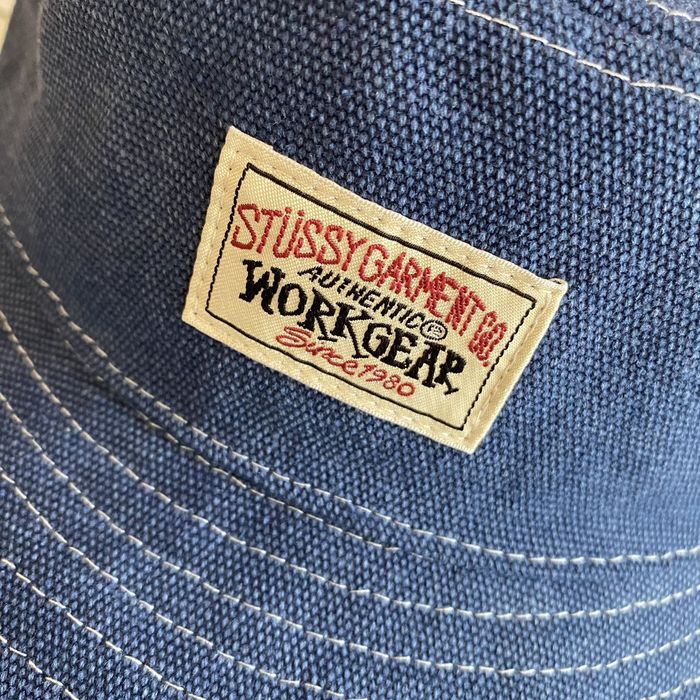 STÜSSY GARMENT CO.
AUTHENTIC ®
WORKGEAR
Since 1980